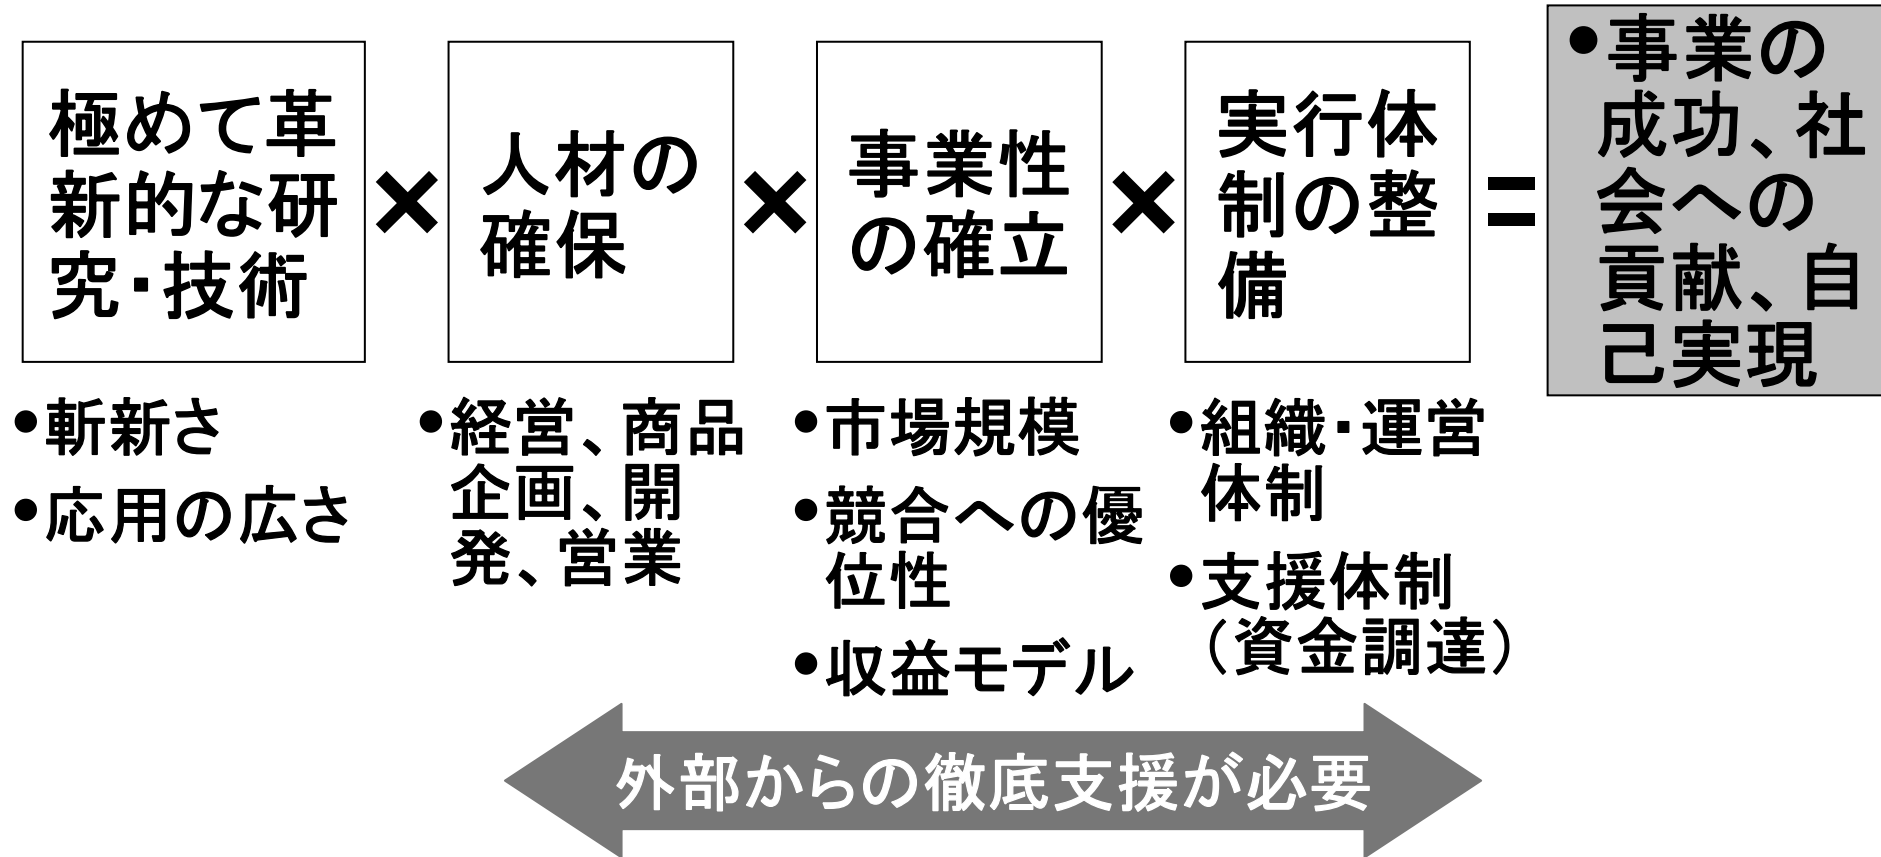 極めて革
新的な研
究・技術
×
人材の
確保
×
事業性
の確立
×
実行体
制の整
備
=
•事業の
成功、社
会への
貢献、自
己実現
•斬新さ
•応用の広さ
•経営、商品
企画、開
発、営業
•市場規模
•競合への優
位性
•収益モデル
•組織・運営
体制
•支援体制
（資金調達）
外部からの徹底支援が必要